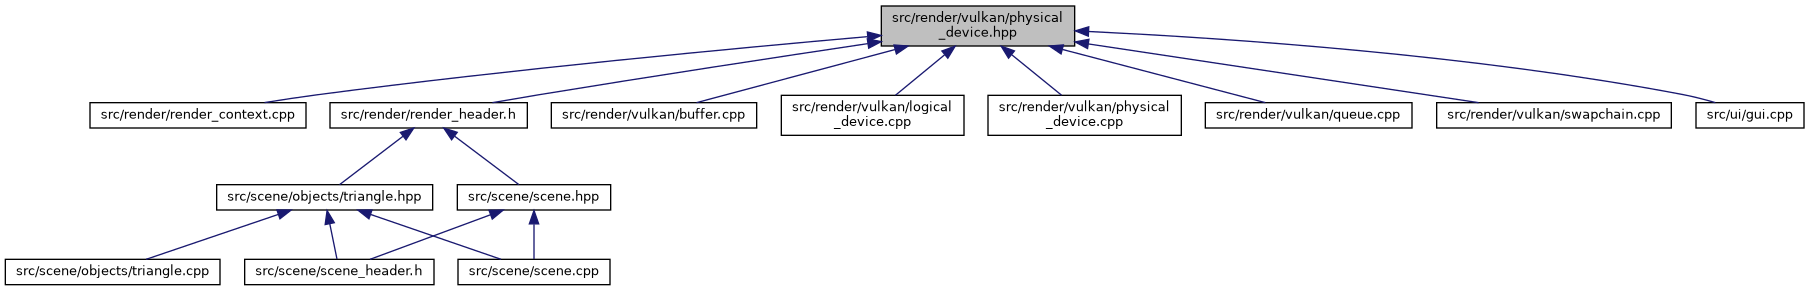 src/render/vulkan/physical
_device.hpp
src/render/render_context.cpp
src/render/render_header.h
src/render/vulkan/buffer.cpp
src/render/vulkan/logical
_device.cpp
src/render/vulkan/physical
_device.cpp
src/render/vulkan/queue.cpp
src/render/vulkan/swapchain.cpp
src/ui/gui.cpp
src/scene/objects/triangle.hpp
src/scene/scene.hpp
src/scene/objects/triangle.cpp
src/scene/scene_header.h
src/scene/scene.cpp